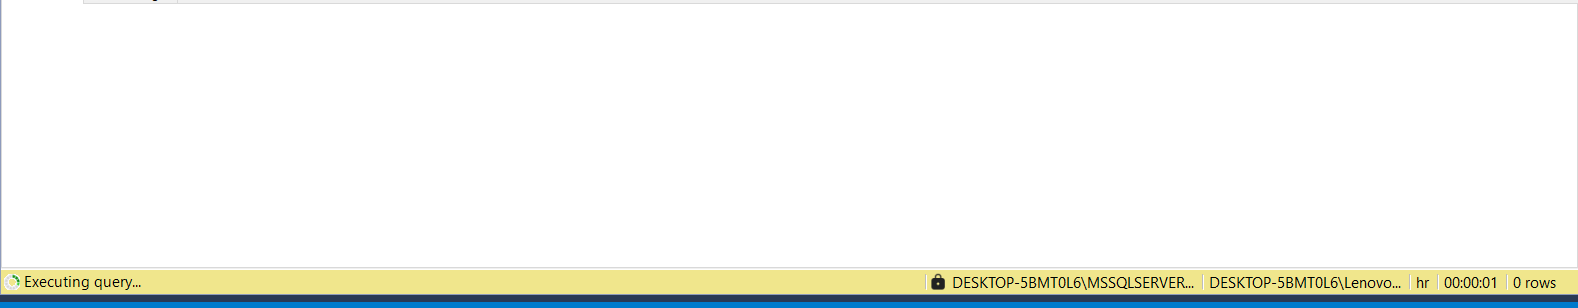 Executing query... DESKTOP-5BMT0L6\MSSQLSERVER... DESKTOP-5BMT0L6\Lenovo... hr 00:00:01 0 rows